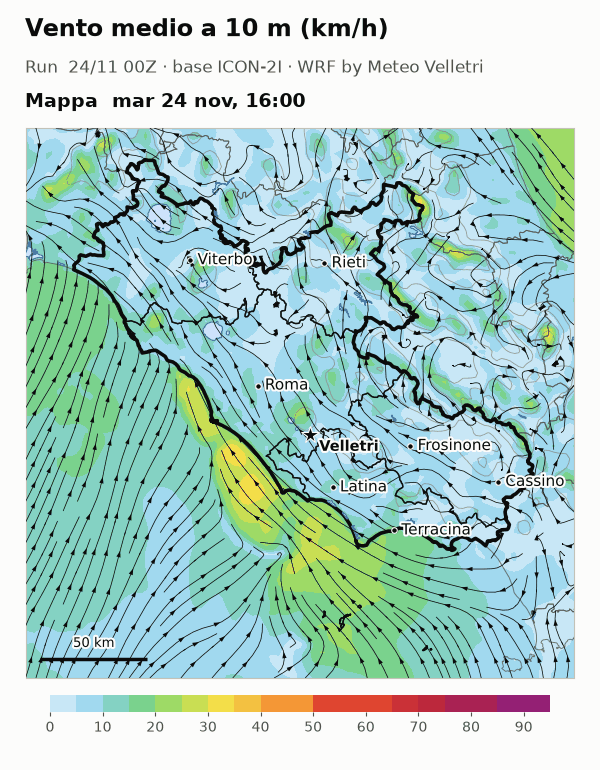 Vento medio a 10 m (km/h)
Run  24/11 00Z · base ICON-2I · WRF by Meteo Velletri
Mappa  mar 24 nov, 16:00
Viterbo
Rieti
Roma
Velletri
Frosinone
Cassino
Latina
Terracina
50 km
0 10 20 30 40 50 60 70 80 90